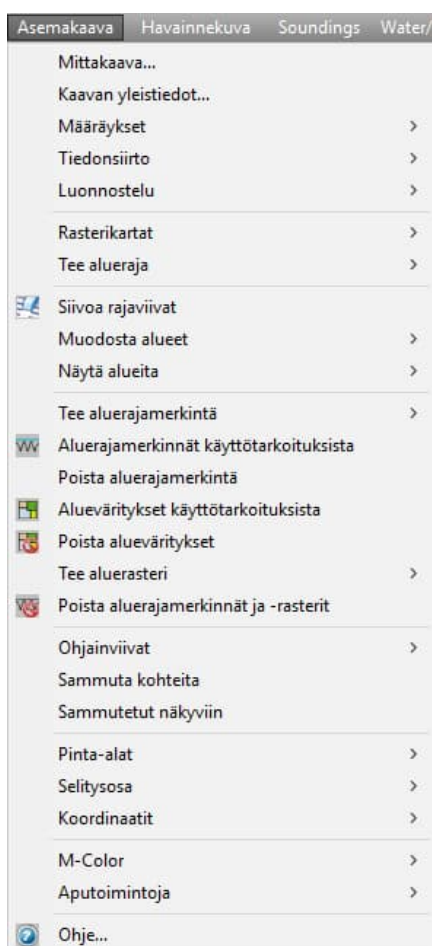 Asemakaava Havainnekuva Soundings Water/
Mittakaava...
Kaavan yleistiedot...
Määräykset
Tiedonsiirto
Luonnostelu
Rasterikartat
Tee alueraja
Siivoa rajaviivat
Muodosta alueet
Näytä alueita
Tee aluerajamerkintä
Aluerajamerkinnät käyttötarkoituksista
Poista aluerajamerkintä
Alueväritykset käyttötarkoituksista
Poista alueväritykset
Tee aluerasteri
Poista aluerajamerkinnät ja -rasterit
Ohjainviivat
Sammuta kohteita
Sammutetut näkyviin
Pinta-alat
Selitysosa
Koordinaatit
M-Color
Aputoimintoja
Ohje...